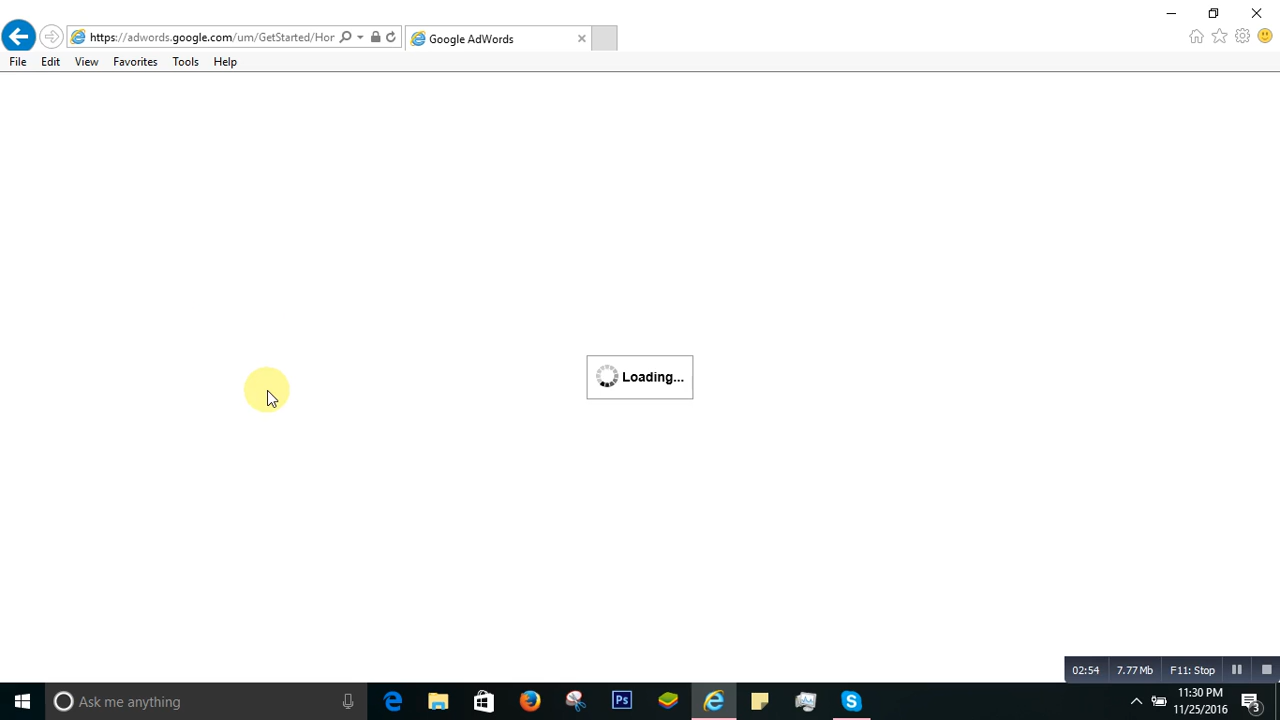 https://adwords.google.com/um/GetStarted/Hor
Google AdWords
File Edit View Favorites Tools Help
Loading...
02:54 7.77 Mb F11: Stop
Ask me anything
Ps
11:30 PM
11/25/2016
3